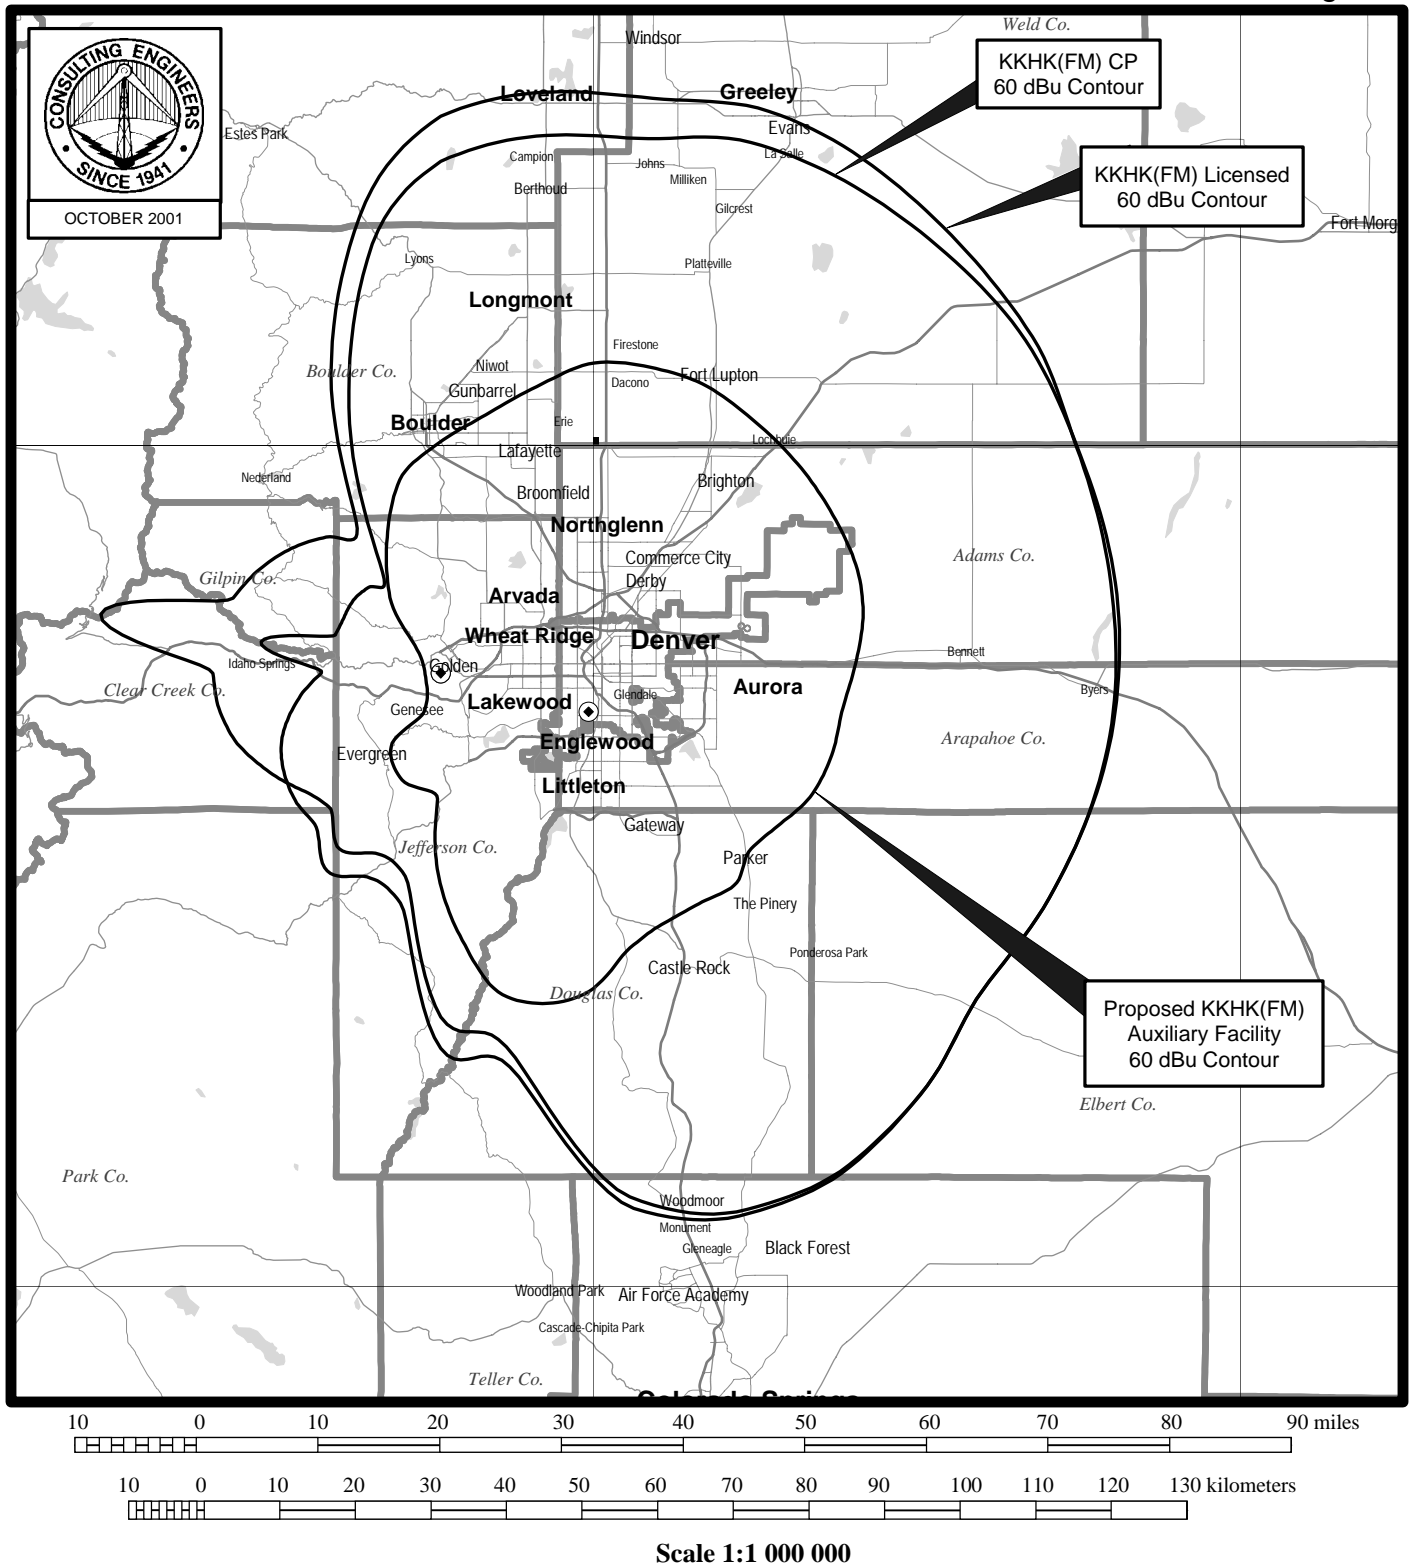 Weld Co.
Windsor
KKHK(FM) CP
60 dBu Contour
CONSULTING ENGINEERS
• SINCE 1941 •
OCTOBER 2001
Loveland
Greeley
Evans
Estes Park
La Salle
Campion
Johns
Milliken
KKHK(FM) Licensed
60 dBu Contour
Berthoud
Gilcrest
Fort Morg
Lyons
Platteville
Longmont
Firestone
Niwot
Boulder Co.
Dacono
Fort Lupton
Gunbarrel
Boulder
Erie
Lochbuie
Lafayette
Nederland
Brighton
Broomfield
Northglenn
Commerce City
Adams Co.
Gilpin Co.
Derby
Arvada
Wheat Ridge
Denver
Bennett
Idaho Springs
Golden
Clear Creek Co.
Glendale
Aurora
Byers
Lakewood
Genesee
Englewood
Arapahoe Co.
Evergreen
Littleton
Gateway
Jefferson Co.
Parker
The Pinery
Ponderosa Park
Castle Rock
Douglas Co.
Proposed KKHK(FM)
Auxiliary Facility
60 dBu Contour
Elbert Co.
Park Co.
Woodmoor
Monument
Gleneagle
Black Forest
Woodland Park
Air Force Academy
Cascade-Chipita Park
Teller Co.
Colorado Springs
10 0 10 20 30 40 50 60 70 80 90 miles
10 0 10 20 30 40 50 60 70 80 90 100 110 120 130 kilometers
Scale 1:1 000 000